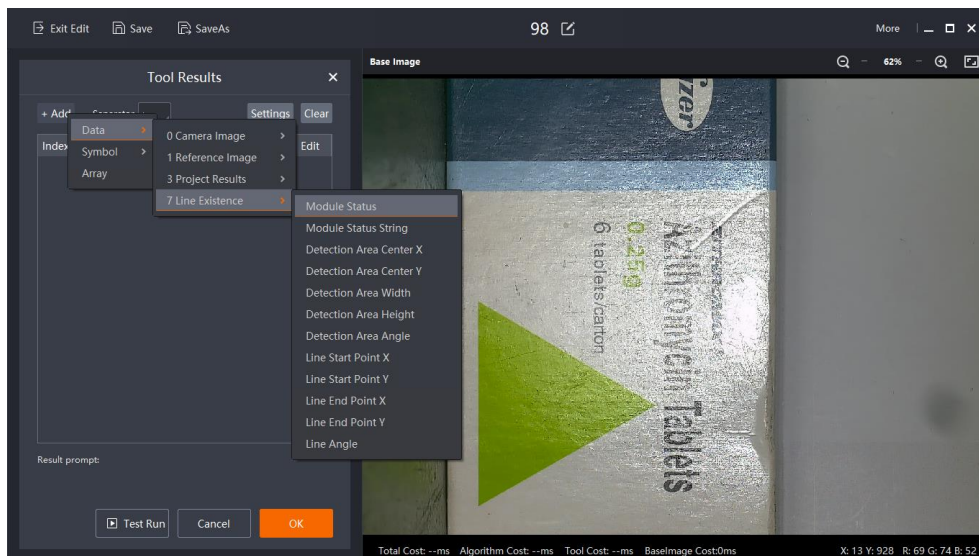 Exit Edit Save SaveAs 98 More
Tool Results
+ Add Settings Clear
Index Edit
Data
Symbol
Array
0 Camera Image
1 Reference Image
3 Project Results
7 Line Existence
Module Status
Module Status String
Detection Area Center X
Detection Area Center Y
Detection Area Width
Detection Area Height
Detection Area Angle
Line Start Point X
Line Start Point Y
Line End Point X
Line End Point Y
Line Angle
Result prompt:
Test Run Cancel OK
Base Image 62%
zer
Azithromycin Tablets
0.25g
6 tablets/carton
Total Cost: --ms Algorithm Cost: --ms Tool Cost: --ms BaseImage Cost:0ms X: 13 Y: 928 R: 69 G: 74 B: 52